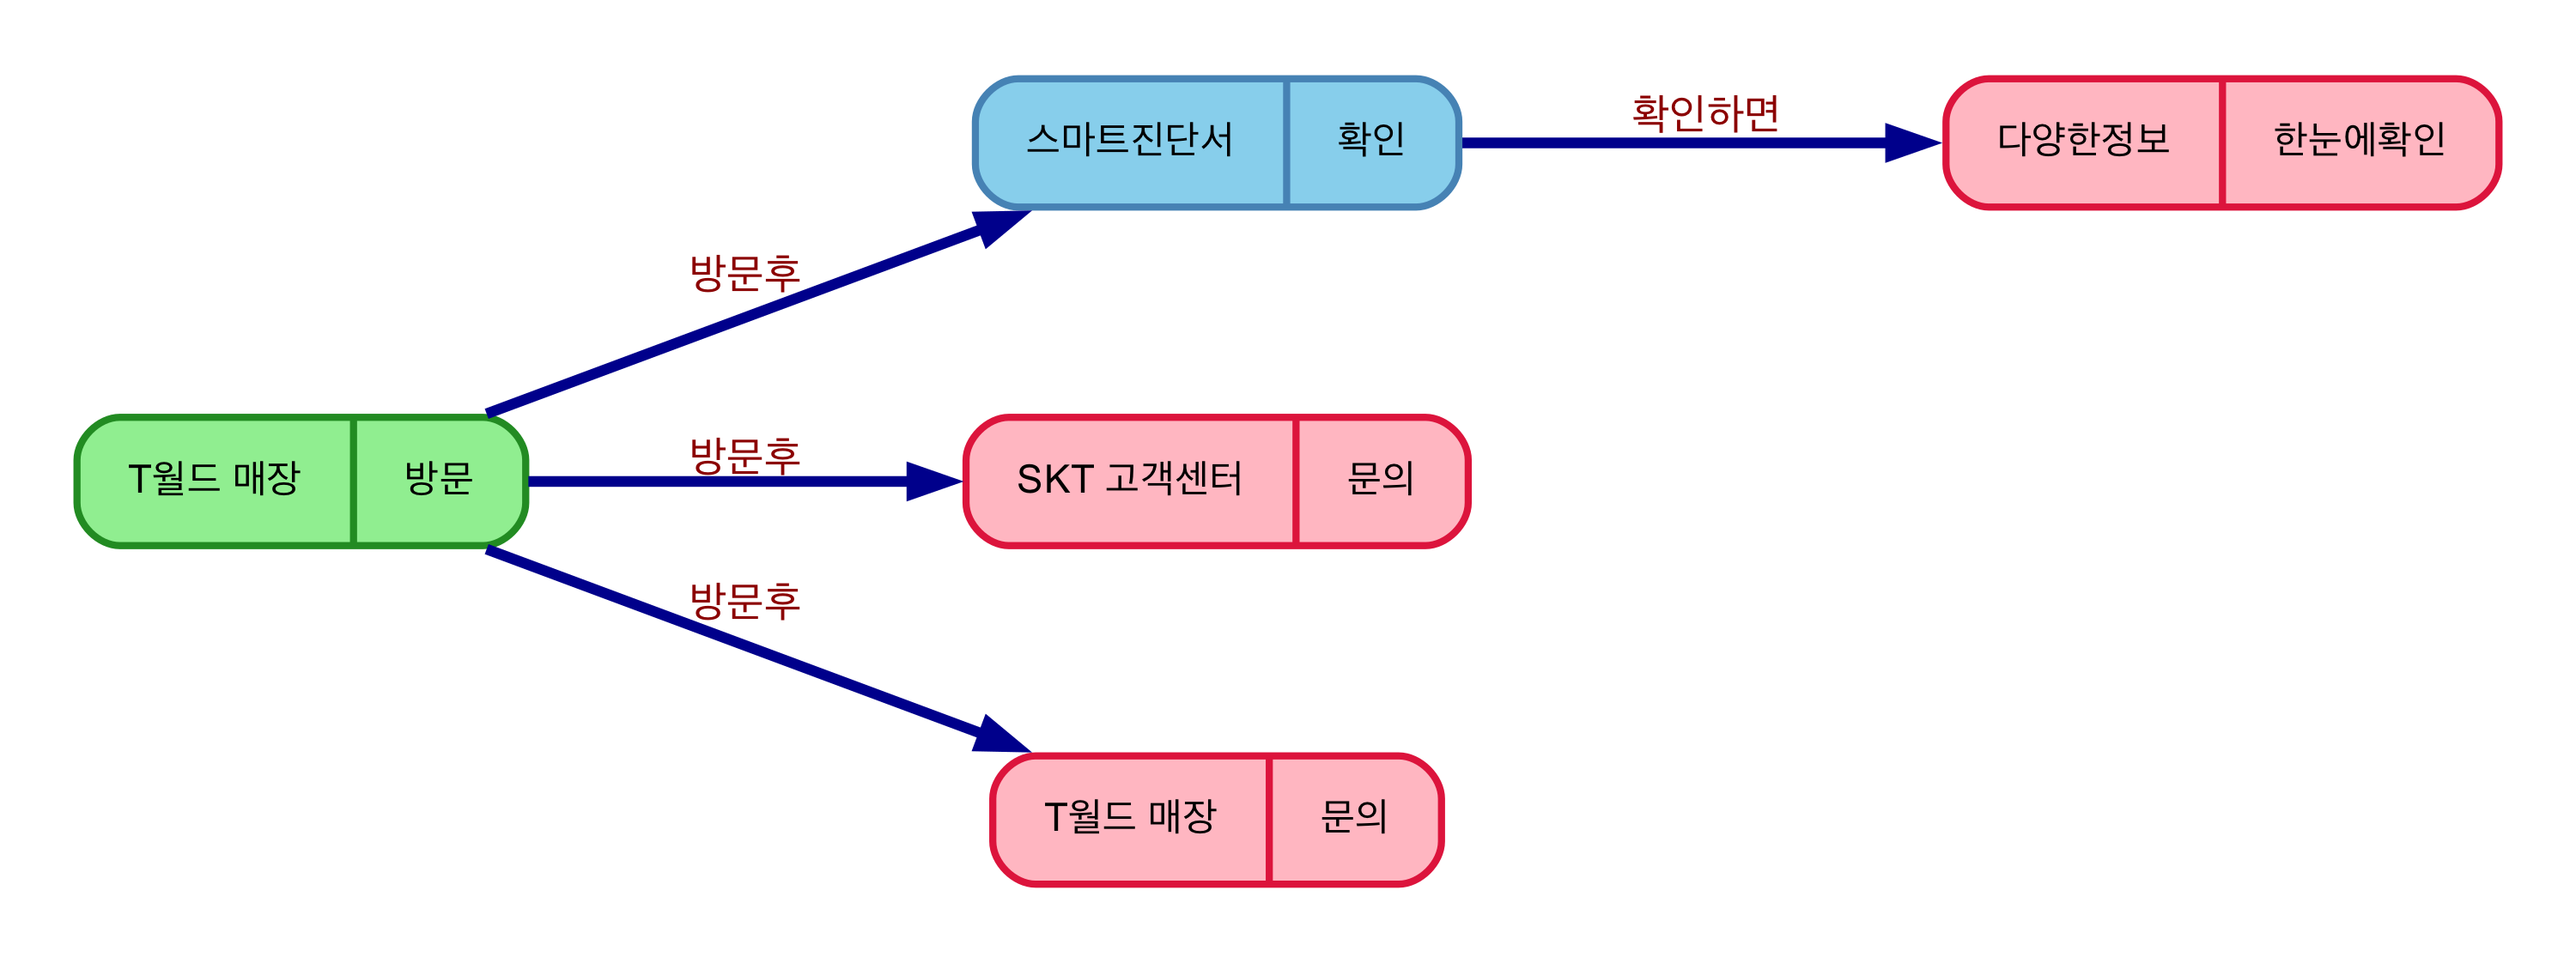 스마트진단서 확인
확인하면
다양한정보 한눈에확인
방문후
T월드 매장 방문
방문후
SKT 고객센터 문의
방문후
T월드 매장 문의